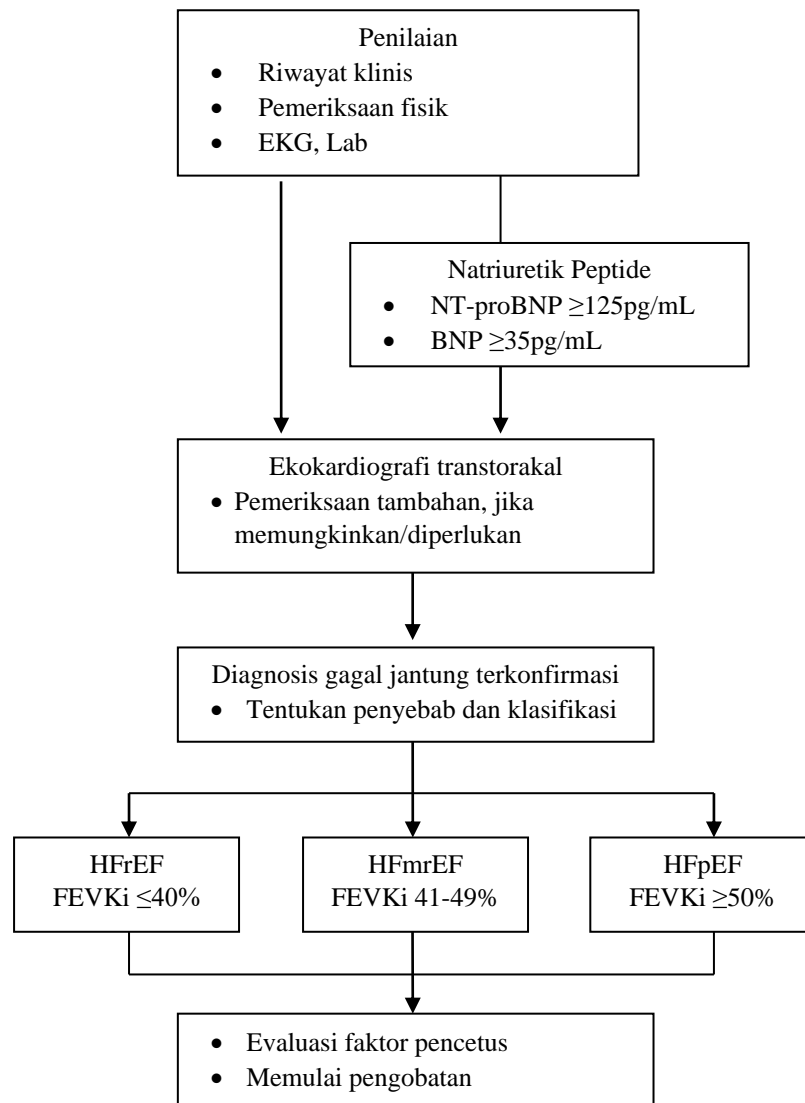 Penilaian
• Riwayat klinis
• Pemeriksaan fisik
• EKG, Lab
Natriuretik Peptide
• NT-proBNP ≥125pg/mL
• BNP ≥35pg/mL
Ekokardiografi transtorakal
• Pemeriksaan tambahan, jika
memungkinkan/diperlukan
Diagnosis gagal jantung terkonfirmasi
• Tentukan penyebab dan klasifikasi
HFrEF
FEVKi ≤40%
HFmrEF
FEVKi 41-49%
HFpEF
FEVKi ≥50%
• Evaluasi faktor pencetus
• Memulai pengobatan